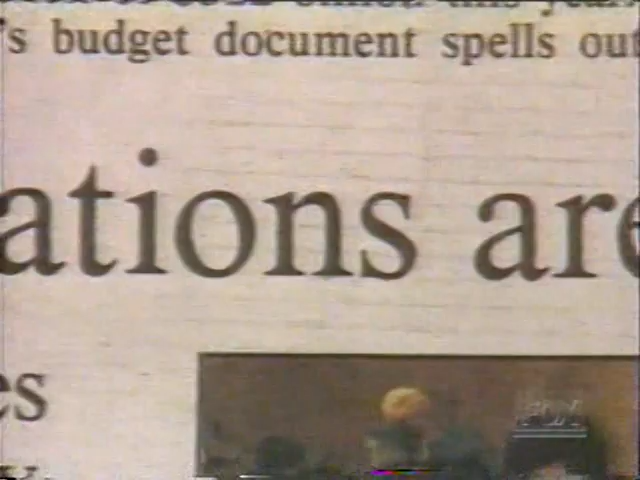 's budget document spells out
ations are
es